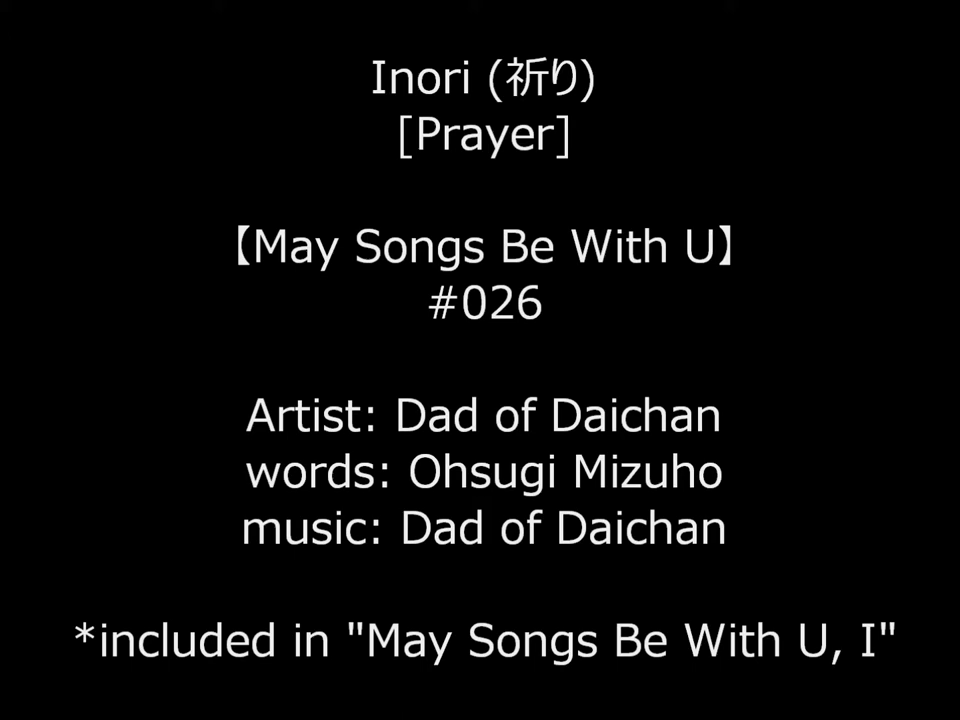 Inori (祈り)
[Prayer]
【May Songs Be With U】
#026
Artist: Dad of Daichan
words: Ohsugi Mizuho
music: Dad of Daichan
*included in "May Songs Be With U, I"